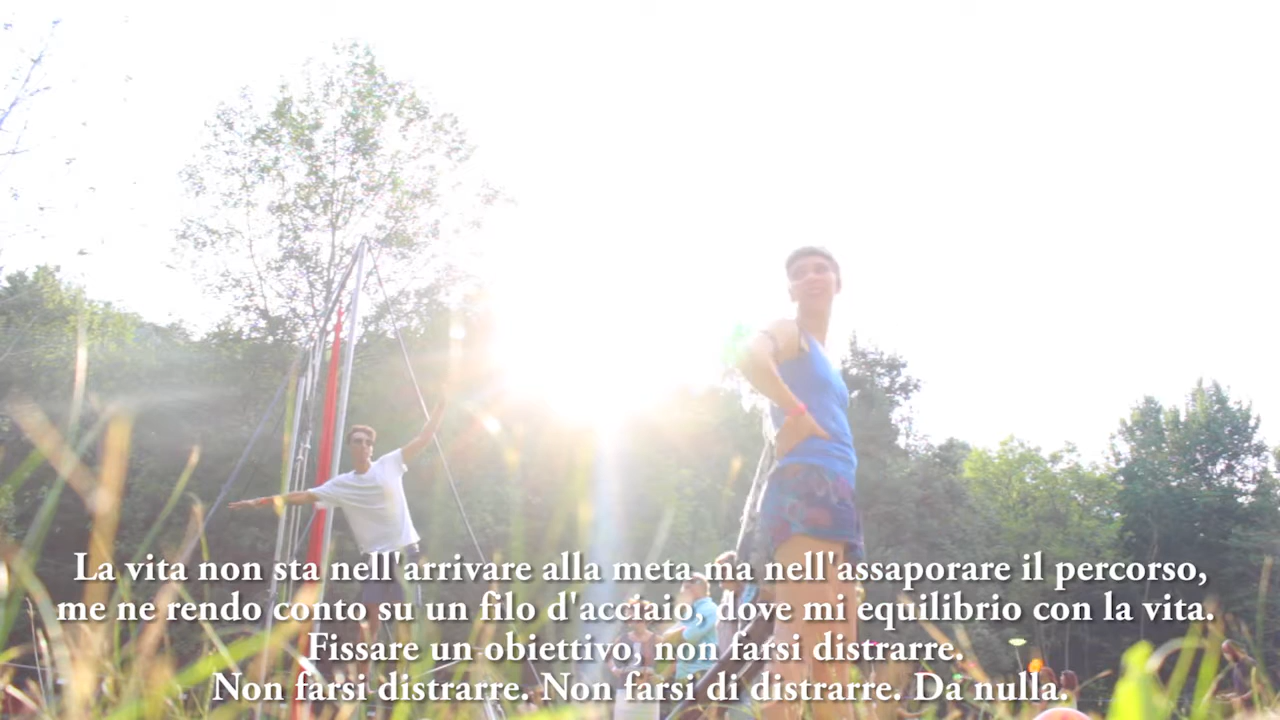 La vita non sta nell'arrivare alla meta ma nell'assaporare il percorso,
me ne rendo conto su un filo d'acciaio, dove mi equilibrio con la vita.
Fissare un obiettivo, non farsi distrarre.
Non farsi distrarre. Non farsi di distrarre. Da nulla.